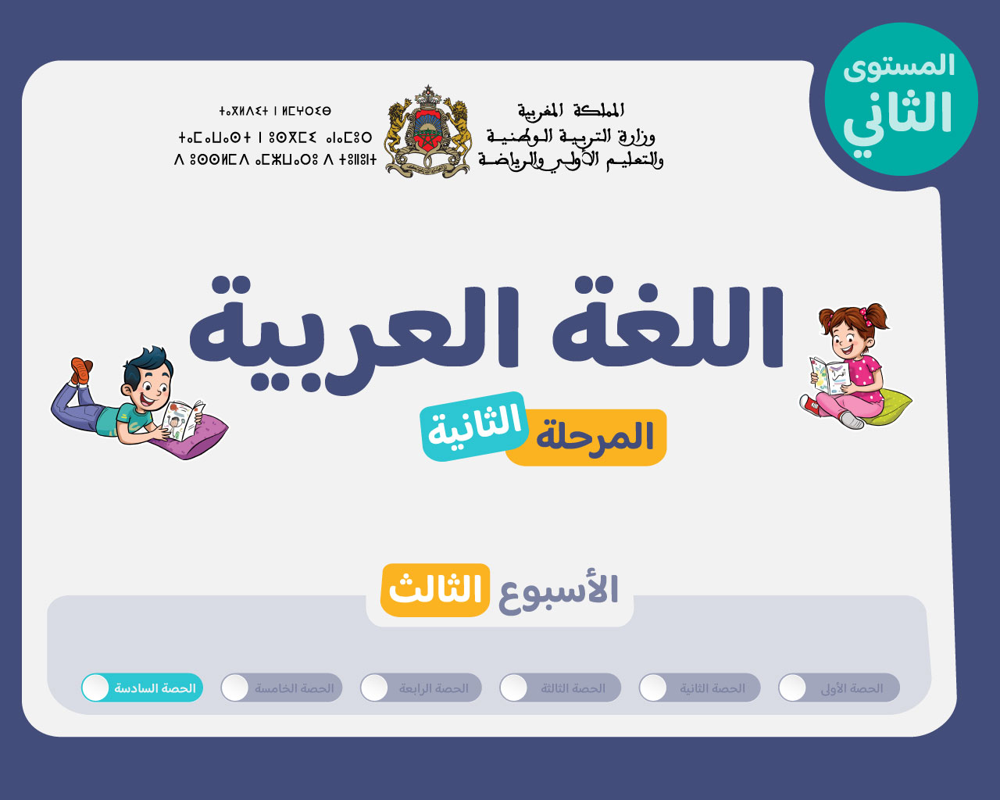 المستوى
الثاني
المملكة المغربية
وزارة التربية الوطنية
والتعليم الأولي والرياضة
ⵜⴰⴳⵍⴷⵉⵜ ⵏ ⵍⵎⵖⵔⵉⴱ
ⵜⴰⵎⴰⵡⴰⵙⵜ ⵏ ⵓⵙⴳⵎⵉ ⴰⵏⴰⵎⵓⵔ
ⴷ ⵓⵙⵙⵍⵎⴷ ⴰⵎⵣⵡⴰⵔⵓ ⴷ ⵜⵓⵏⵏⵓⵏⵜ
اللغة العربية
المرحلة الثانية
الأسبوع الثالث
الحصة الأولى
الحصة الثانية
الحصة الثالثة
الحصة الرابعة
الحصة الخامسة
الحصة السادسة